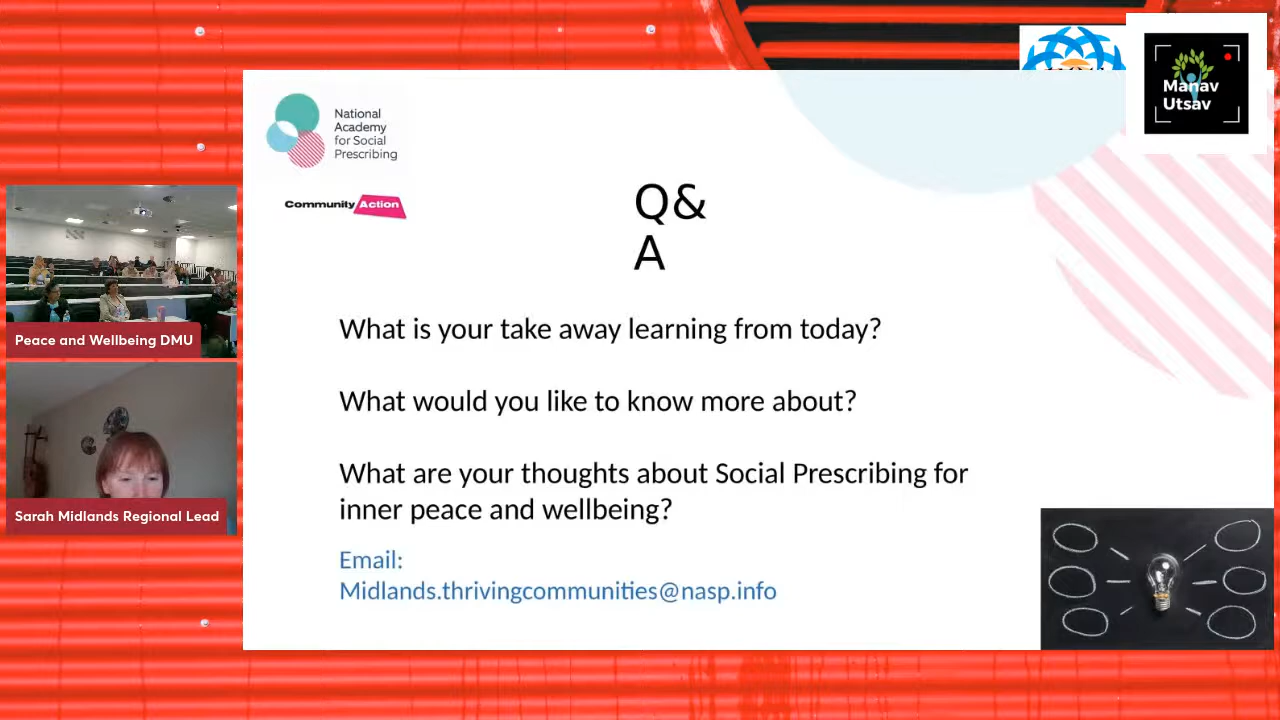 Manav
Utsav
National
Academy
for Social
Prescribing
Community Action
Q&
A
What is your take away learning from today?
What would you like to know more about?
What are your thoughts about Social Prescribing for
inner peace and wellbeing?
Email:
Midlands.thrivingcommunities@nasp.info
Peace and Wellbeing DMU
Sarah Midlands Regional Lead